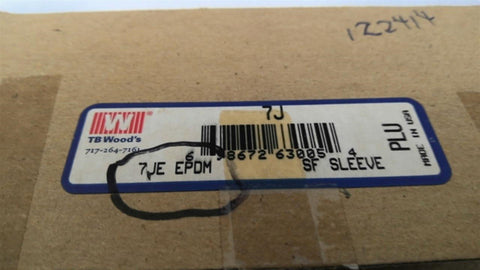 122414
7J
TB Wood's
717-264-7161
6 98672 63005 4
7JE EPDM SF SLEEVE
PLU
MADE IN USA